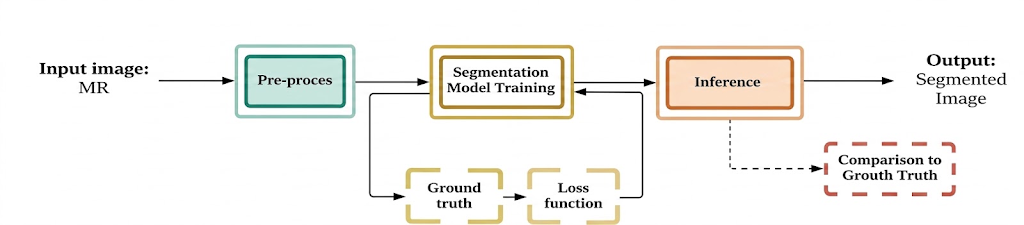 Input image:
MR
Pre-proces
Segmentation
Model Training
Inference
Output:
Segmented
Image
Ground
truth
Loss
function
Comparison to
Grouth Truth